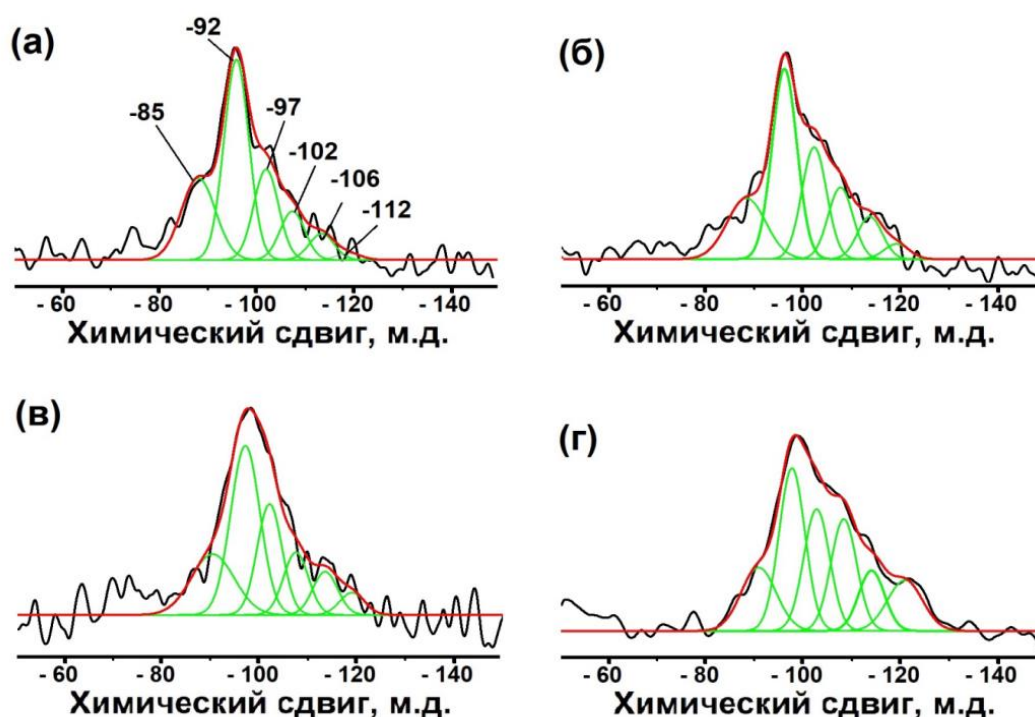 (а)
-92
-85
-97
-102
-106
-112
- 60 - 80 - 100 - 120 - 140
Химический сдвиг, м.д.
(б)
- 60 - 80 - 100 - 120 - 140
Химический сдвиг, м.д.
(в)
- 60 - 80 - 100 - 120 - 140
Химический сдвиг, м.д.
(г)
- 60 - 80 - 100 - 120 - 140
Химический сдвиг, м.д.